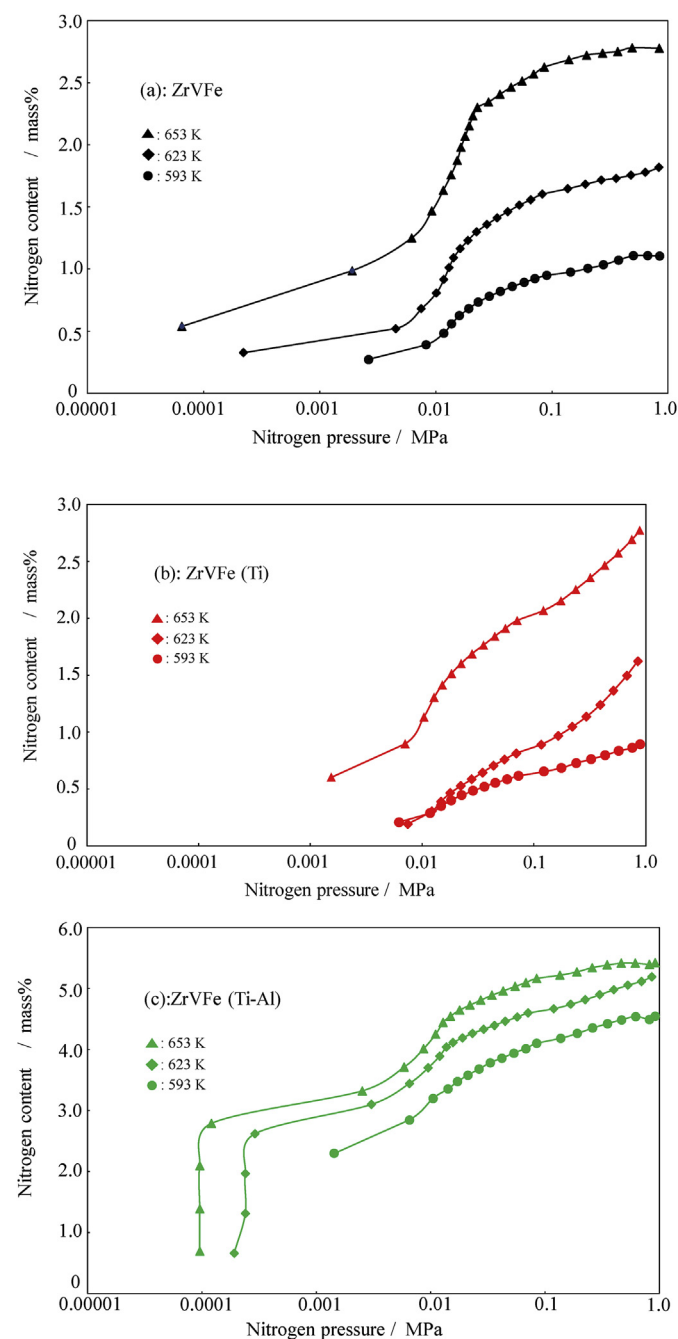 3.0
2.5
2.0
1.5
1.0
0.5
0
Nitrogen content / mass%
(a): ZrVFe
: 653 K
: 623 K
: 593 K
0.00001 0.0001 0.001 0.01 0.1 1.0
Nitrogen pressure / MPa
3.0
2.5
2.0
1.5
1.0
0.5
0
Nitrogen content / mass%
(b): ZrVFe (Ti)
: 653 K
: 623 K
: 593 K
0.00001 0.0001 0.001 0.01 0.1 1.0
Nitrogen pressure / MPa
6.0
5.0
4.0
3.0
2.0
1.0
0
Nitrogen content / mass%
(c):ZrVFe (Ti-Al)
: 653 K
: 623 K
: 593 K
0.00001 0.0001 0.001 0.01 0.1 1.0
Nitrogen pressure / MPa